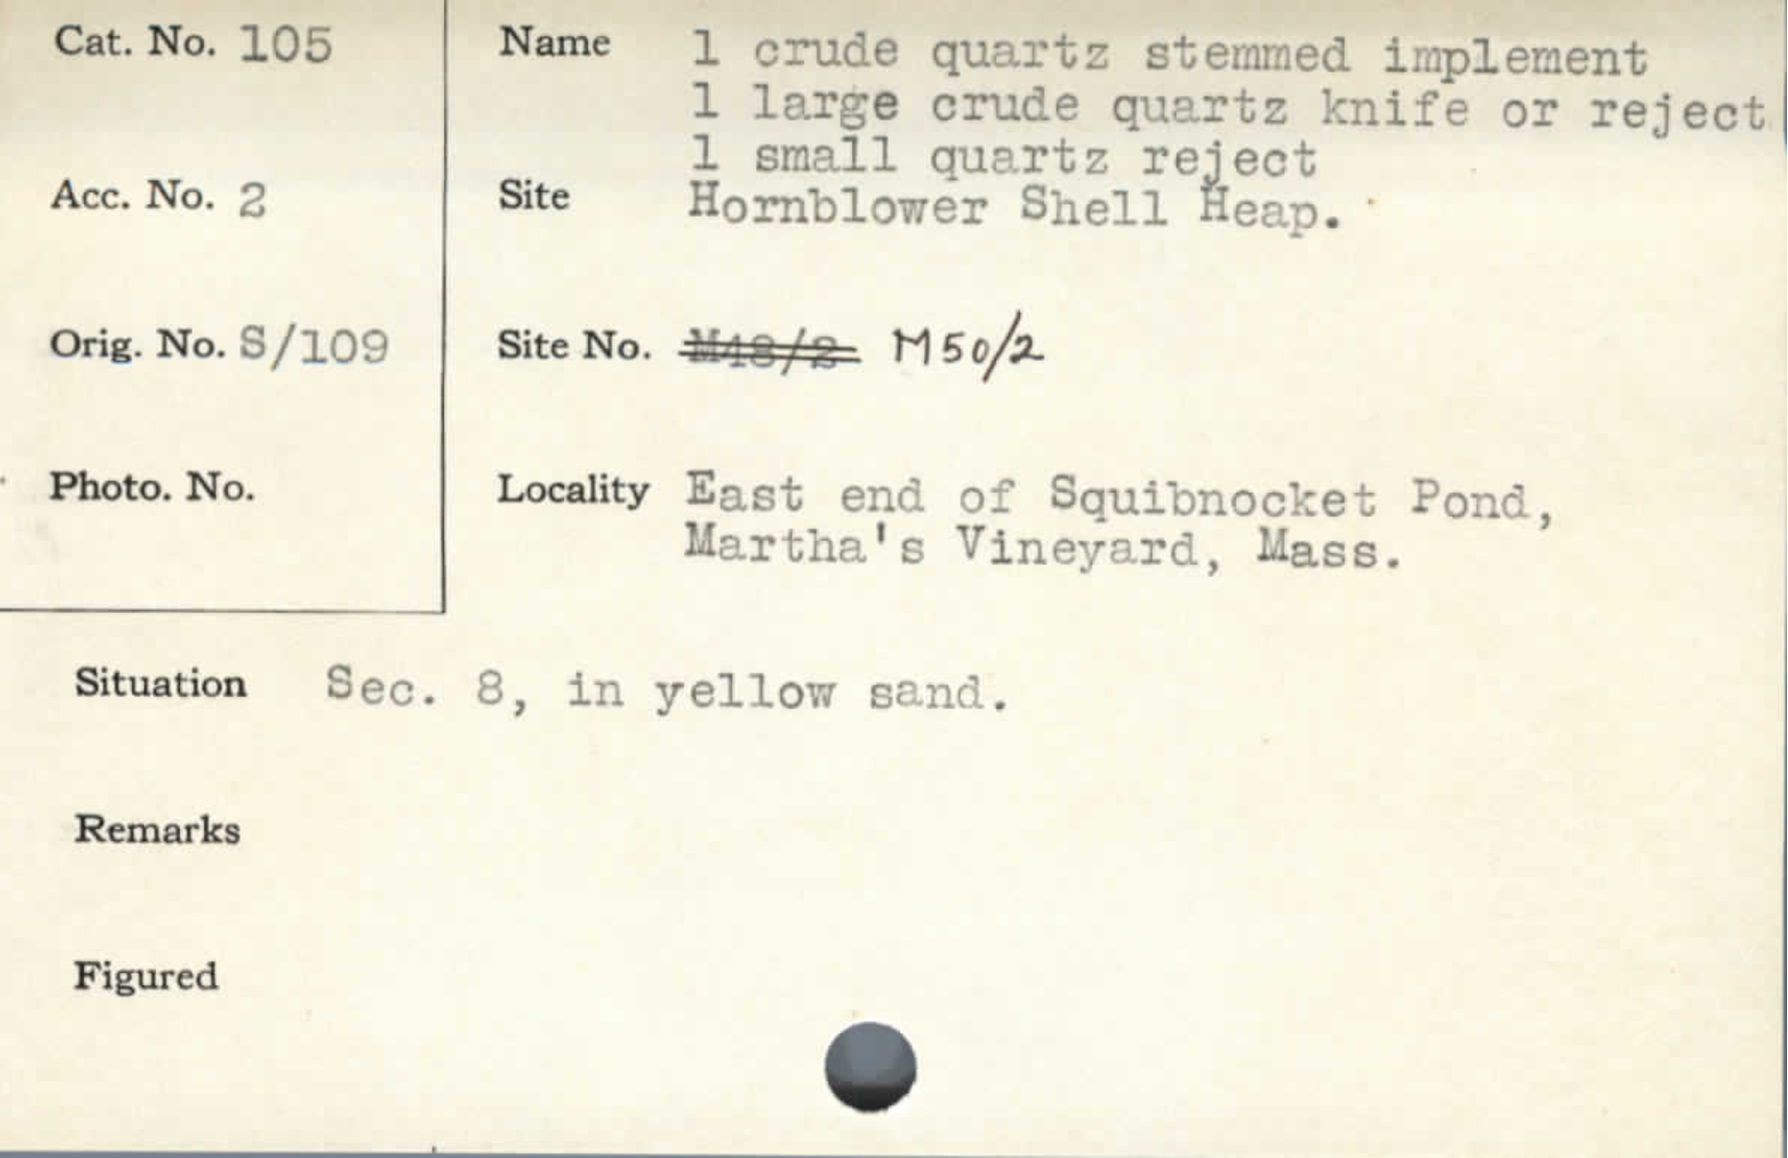 Cat. No. 105
Name 1 crude quartz stemmed implement
1 large crude quartz knife or reject
1 small quartz reject
Acc. No. 2
Site Hornblower Shell Heap.
Orig. No. S/109
Site No. M48/2 M50/2
Photo. No.
Locality East end of Squibnocket Pond,
Martha's Vineyard, Mass.
Situation Sec. 8, in yellow sand.
Remarks
Figured